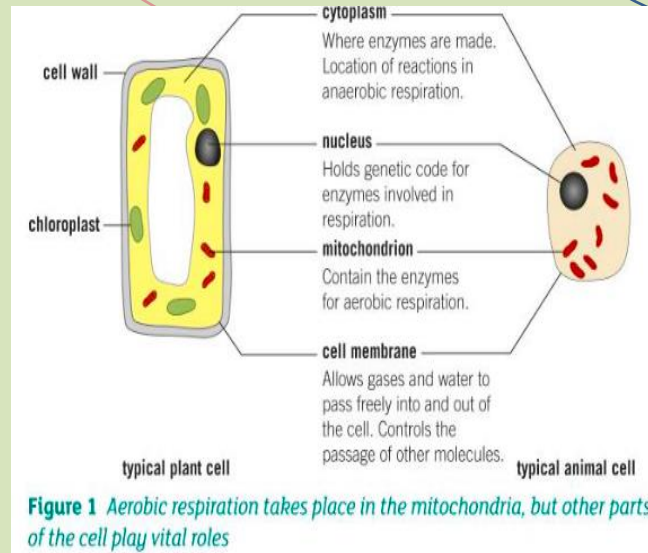 cytoplasm
Where enzymes are made.
Location of reactions in
anaerobic respiration.
cell wall
nucleus
Holds genetic code for
enzymes involved in
respiration.
chloroplast
mitochondrion
Contain the enzymes
for aerobic respiration.
cell membrane
Allows gases and water to
pass freely into and out of
the cell. Controls the
passage of other molecules.
typical plant cell
typical animal cell
Figure 1 Aerobic respiration takes place in the mitochondria, but other parts
of the cell play vital roles